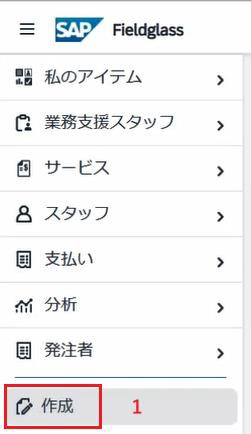 SAP Fieldglass
私のアイテム
業務支援スタッフ
サービス
スタッフ
支払い
分析
発注者
作成 1